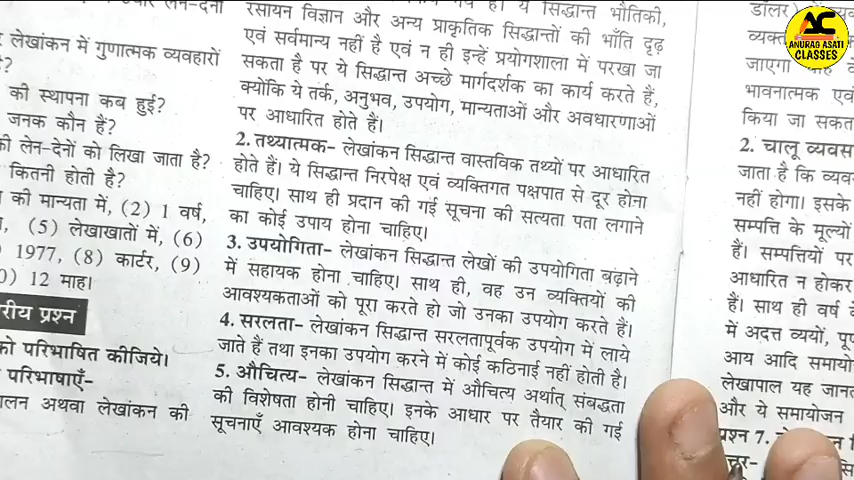 लेखांकन में गुणात्मक व्यवहारों
है?
की स्थापना कब हुई?
जनक कौन हैं?
की लेन-देनों को लिखा जाता है?
कितनी होती है?
की मान्यता में, (2) 1 वर्ष,
(5) लेखाखातों में, (6)
1977, (8) कार्टर, (9)
12 माह।
रीय प्रश्न
को परिभाषित कीजिये।
परिभाषाएँ-
पालन अथवा लेखांकन की
ये सिद्धान्त भौतिकी,
रसायन विज्ञान और अन्य प्राकृतिक सिद्धान्तों की भाँति दृढ़
एवं सर्वमान्य नहीं है एवं न ही इन्हें प्रयोगशाला में परखा जा
सकता है पर ये सिद्धान्त अच्छे मार्गदर्शक का कार्य करते हैं,
क्योंकि ये तर्क, अनुभव, उपयोग, मान्यताओं और अवधारणाओं
पर आधारित होते हैं।
2. तथ्यात्मक- लेखांकन सिद्धान्त वास्तविक तथ्यों पर आधारित
होते हैं। ये सिद्धान्त निरपेक्ष एवं व्यक्तिगत पक्षपात से दूर होना
चाहिए। साथ ही प्रदान की गई सूचना की सत्यता पता लगाने
का कोई उपाय होना चाहिए।
3. उपयोगिता- लेखांकन सिद्धान्त लेखों की उपयोगिता बढ़ाने
में सहायक होना चाहिए। साथ ही, वह उन व्यक्तियों की
आवश्यकताओं को पूरा करते हो जो उनका उपयोग करते हैं।
4. सरलता- लेखांकन सिद्धान्त सरलतापूर्वक उपयोग में लाये
जाते हैं तथा इनका उपयोग करने में कोई कठिनाई नहीं होती है।
5. औचित्य- लेखांकन सिद्धान्त में औचित्य अर्थात् संबद्धता
की विशेषता होनी चाहिए। इनके आधार पर तैयार की गई
सूचनाएँ आवश्यक होना चाहिए।
डॉलर)
जाएगा
भावनात्मक एवं
किया जा सकत
2. चालू व्यवस
जाता है कि व्यव
नहीं होगा। इसके
सम्पत्ति के मूल्यों
हैं। सम्पत्तियों पर
आधारित न होकर
हैं। साथ ही वर्ष के
में अदत्त व्ययों, पू
आय आदि समायो
लेखापाल यह जानत
और ये समायोजन
प्रश्न 7.
उत्तर-
AC
ANURAG ASATI
CLASSES